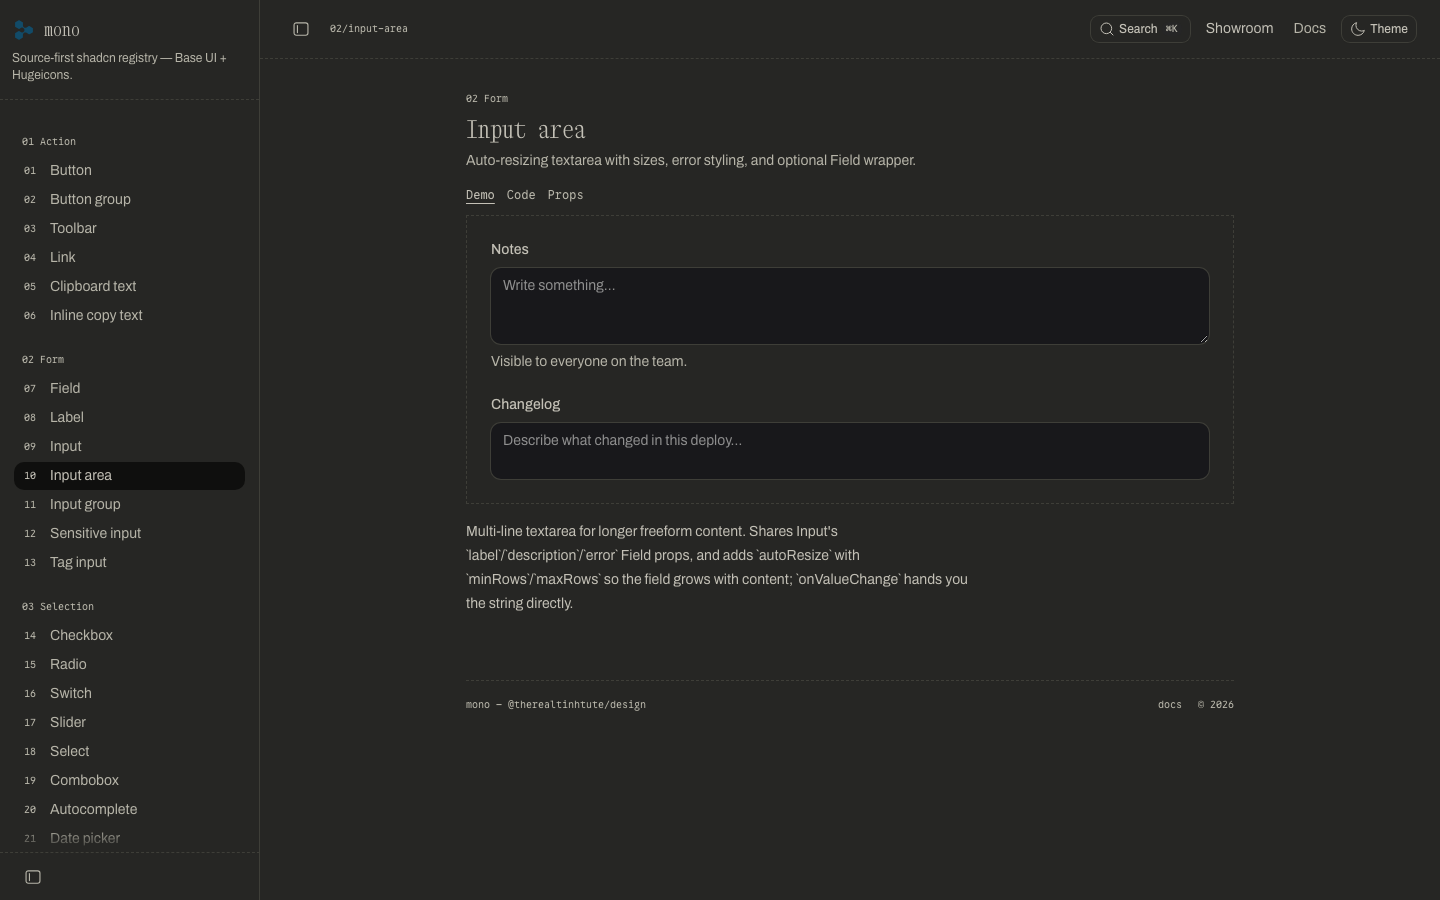 mono
Source-first shadcn registry — Base UI +
Hugeicons.
01 Action
01 Button
02 Button group
03 Toolbar
04 Link
05 Clipboard text
06 Inline copy text
02 Form
07 Field
08 Label
09 Input
10 Input area
11 Input group
12 Sensitive input
13 Tag input
03 Selection
14 Checkbox
15 Radio
16 Switch
17 Slider
18 Select
19 Combobox
20 Autocomplete
21 Date picker
02/input-area
Search ⌘K
Showroom
Docs
Theme
02 Form
Input area
Auto-resizing textarea with sizes, error styling, and optional Field wrapper.
Demo Code Props
Notes
Write something...
Visible to everyone on the team.
Changelog
Describe what changed in this deploy...
Multi-line textarea for longer freeform content. Shares Input's
`label`/`description`/`error` Field props, and adds `autoResize` with
`minRows`/`maxRows` so the field grows with content; `onValueChange` hands you
the string directly.
mono — @therealtinhtute/design
docs © 2026